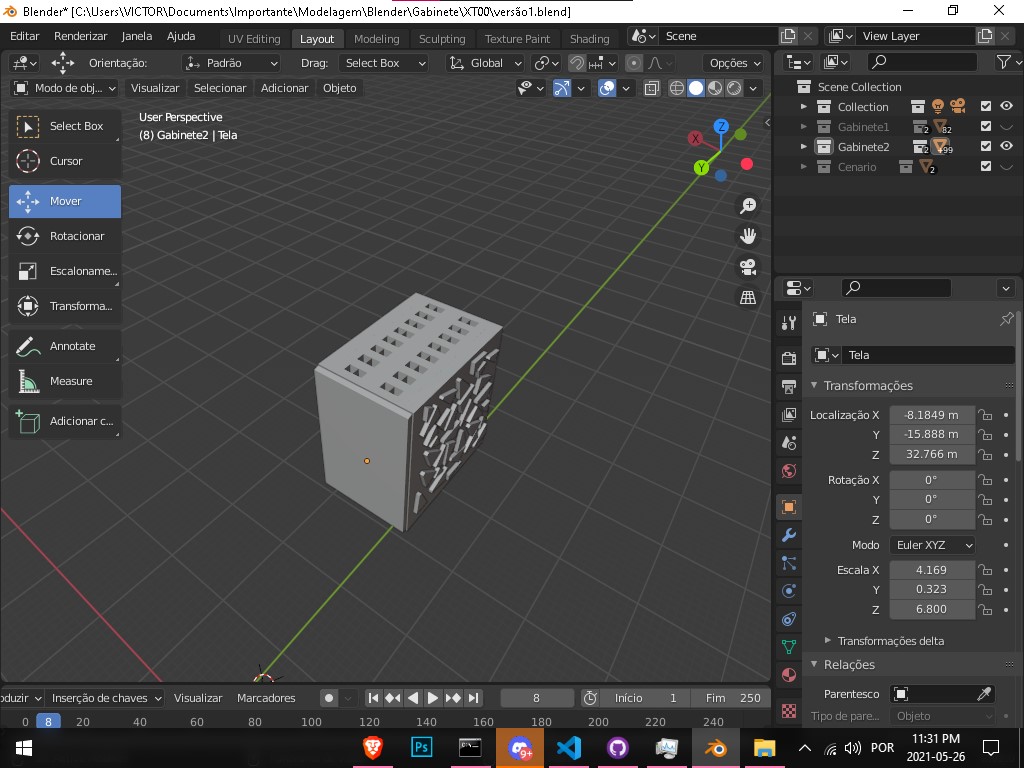 Blender* [C:\Users\VICTOR\Documents\Importante\Modelagem\Blender\Gabinete\XT00\versão1.blend]
Editar Renderizar Janela Ajuda UV Editing Layout Modeling Sculpting Texture Paint Shading Scene View Layer
Orientação: Padrão Drag: Select Box Global Opções
Modo de obj... Visualizar Selecionar Adicionar Objeto
User Perspective
(8) Gabinete2 | Tela
Select Box
Cursor
Mover
Rotacionar
Escaloname...
Transforma...
Annotate
Measure
Adicionar c...
Z
X
Y
Scene Collection
Collection
Gabinete1 2 82
Gabinete2 2 +99
Cenario 2
Tela
Tela
Transformações
Localização X -8.1849 m
Y -15.888 m
Z 32.766 m
Rotação X 0°
Y 0°
Z 0°
Modo Euler XYZ
Escala X 4.169
Y 0.323
Z 6.800
Transformações delta
Relações
Parentesco
Tipo de pare... Objeto
oduzir Inserção de chaves Visualizar Marcadores 8 Início 1 Fim 250
0 8 20 40 60 80 100 120 140 160 180 200 220 240
Ps 9+ POR 11:31 PM
2021-05-26